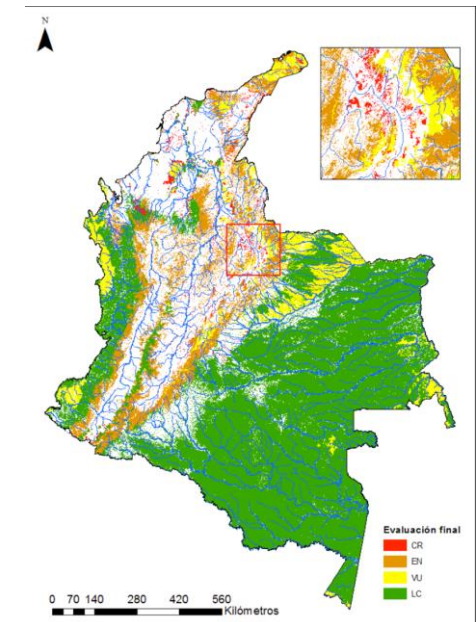 N
Evaluación final
CR
EN
VU
LC
0 70 140 280 420 560
Kilómetros